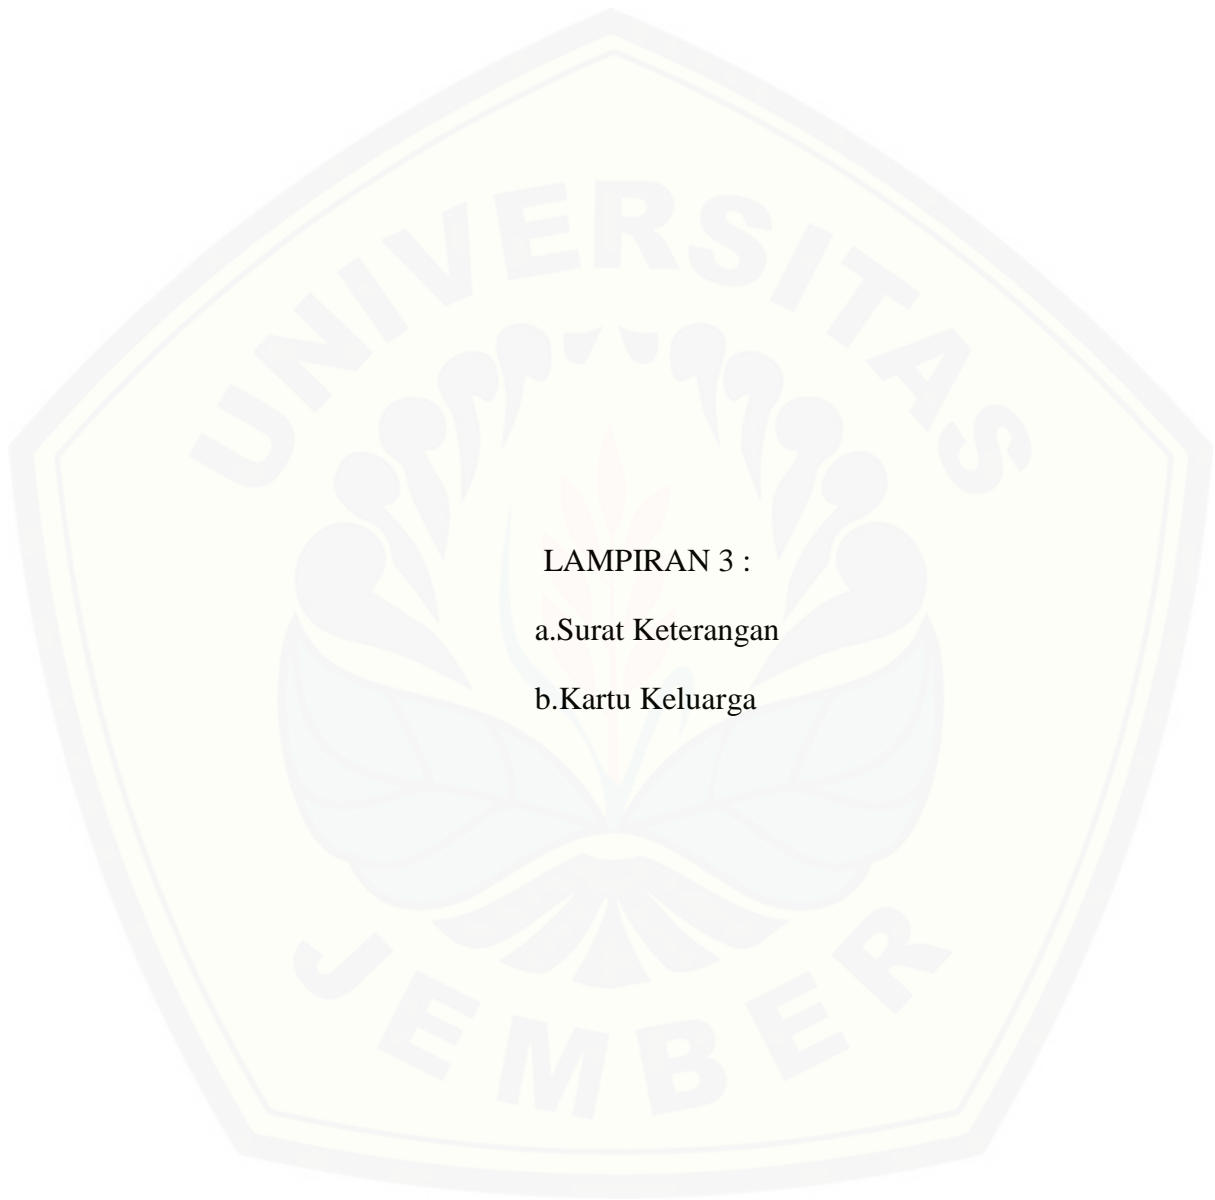 UNIVERSITAS
LAMPIRAN 3 :
a.Surat Keterangan
b.Kartu Keluarga
JEMBER